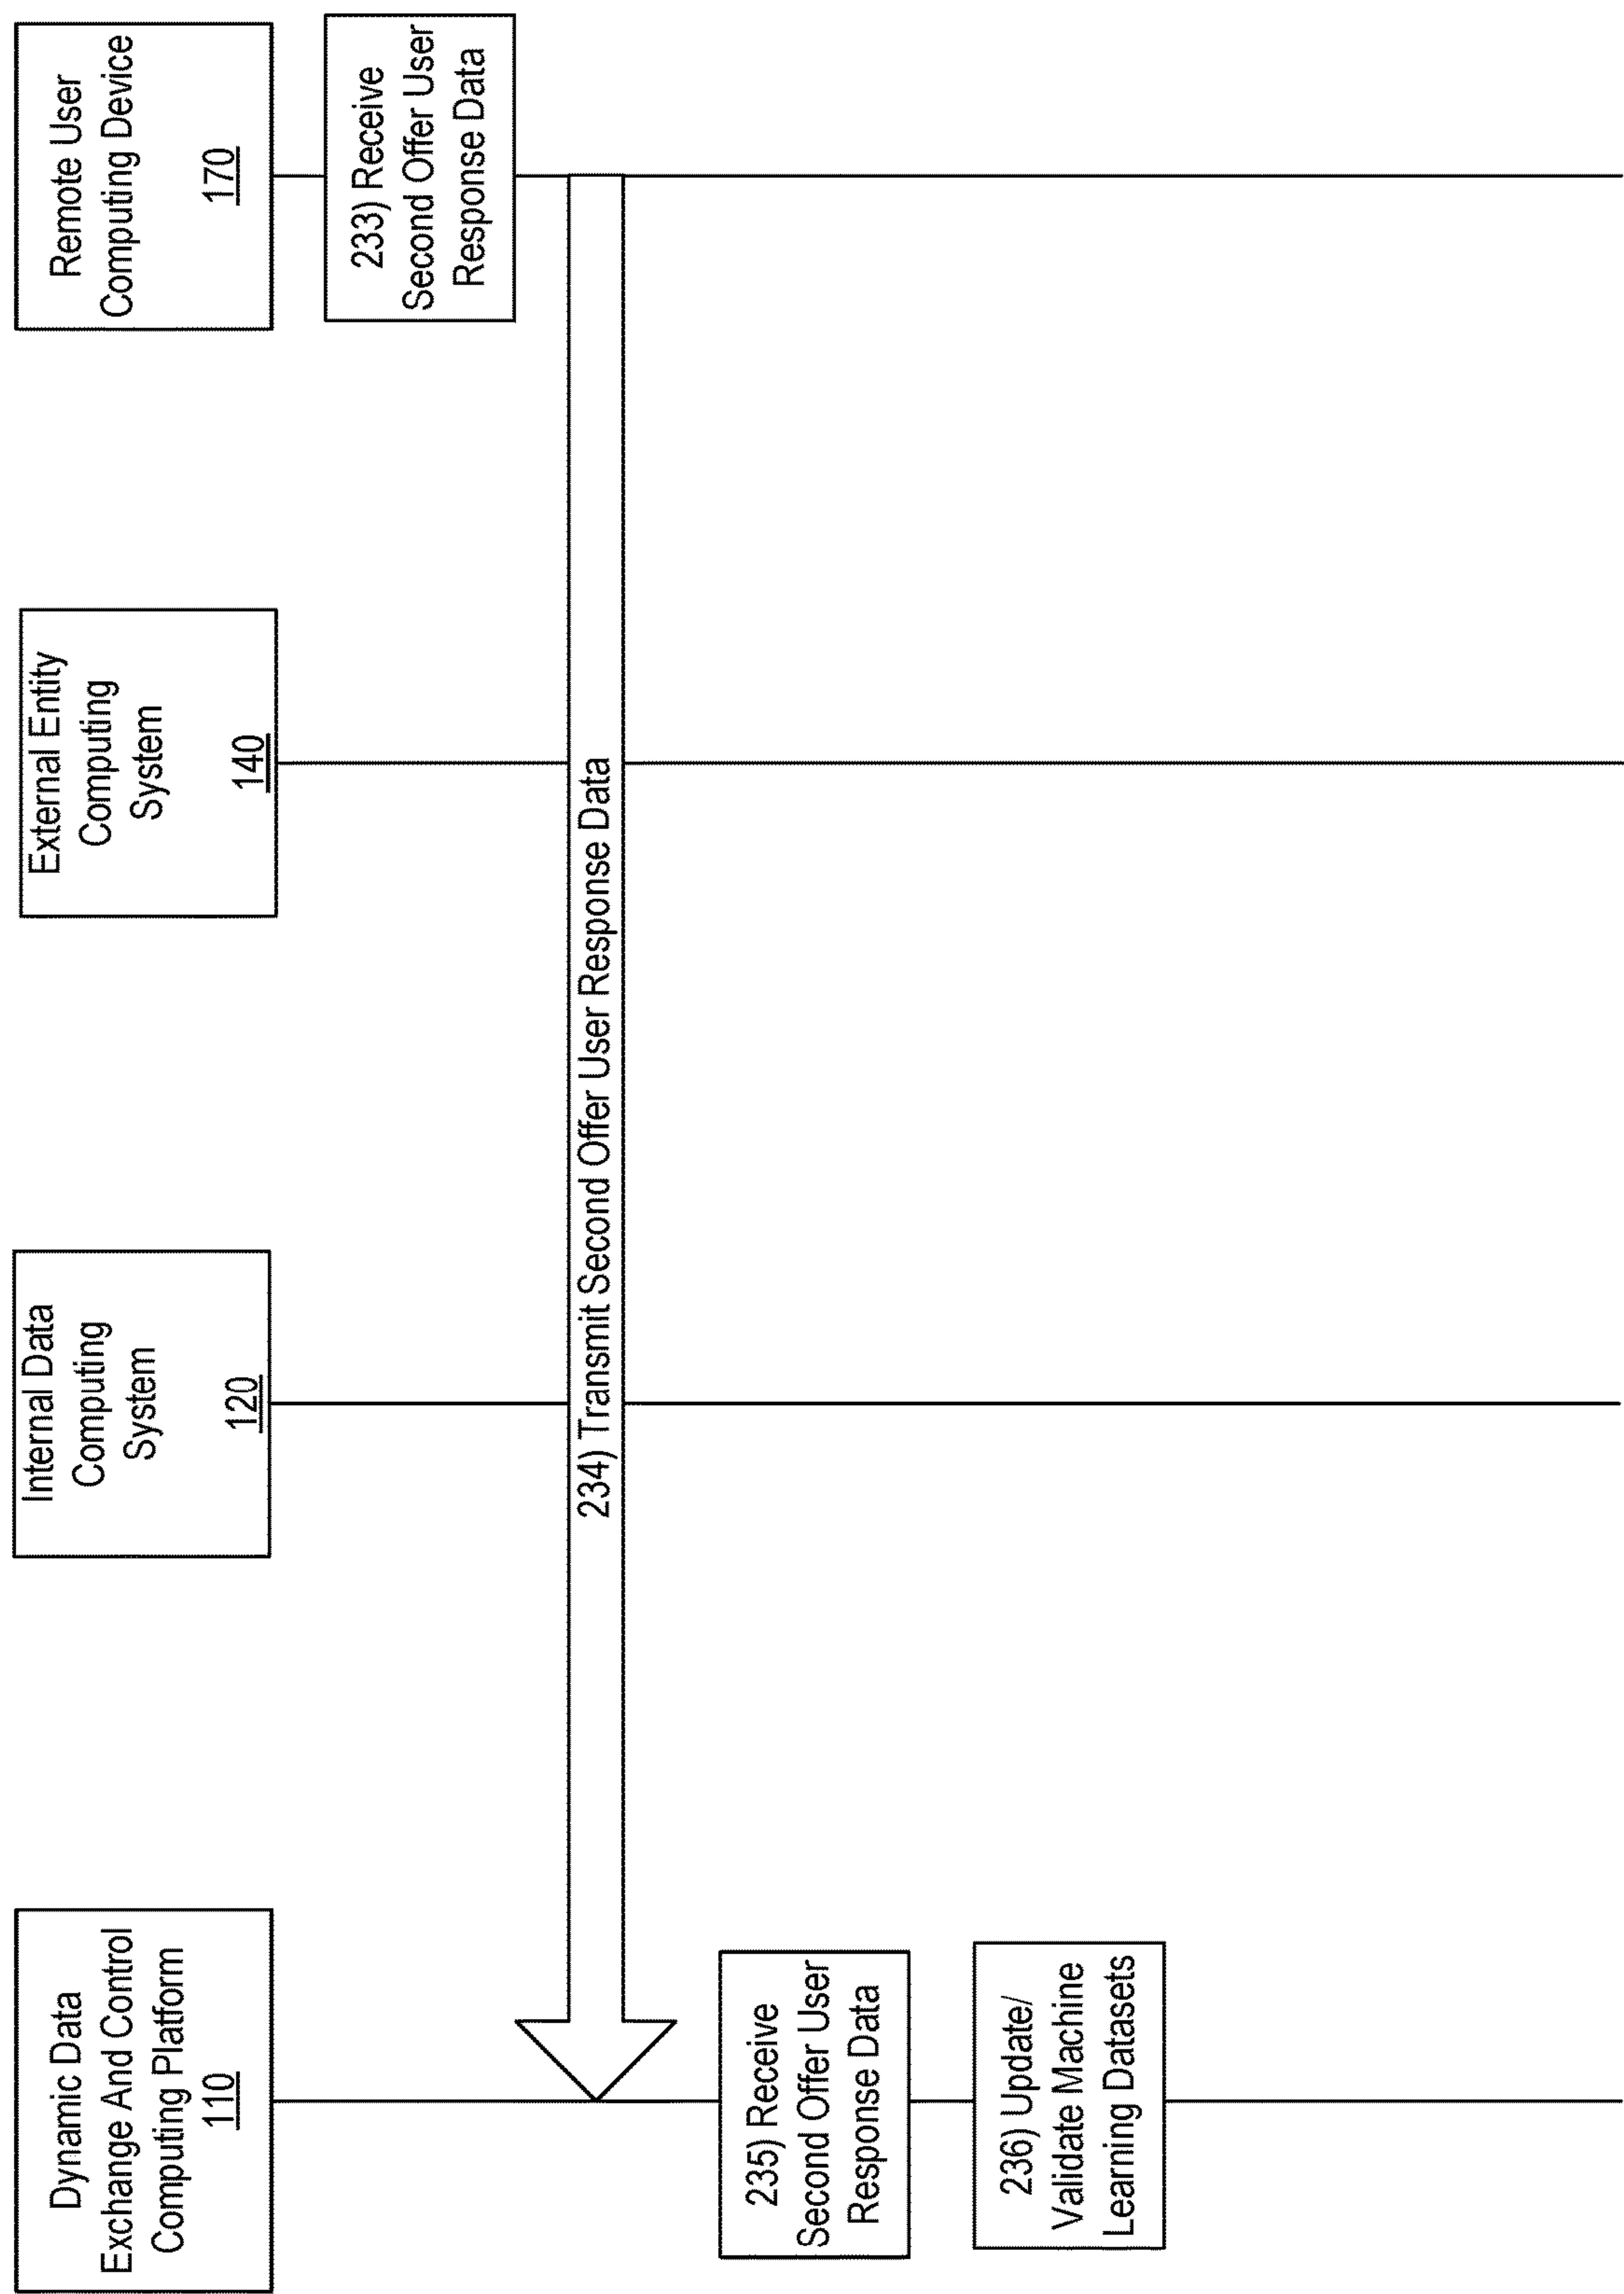 Dynamic Data
Exchange And Control
Computing Platform
110
Internal Data
Computing
System
120
External Entity
Computing
System
140
Remote User
Computing Device
170
233) Receive
Second Offer User
Response Data
234) Transmit Second Offer User Response Data
235) Receive
Second Offer User
Response Data
236) Update/
Validate Machine
Learning Datasets